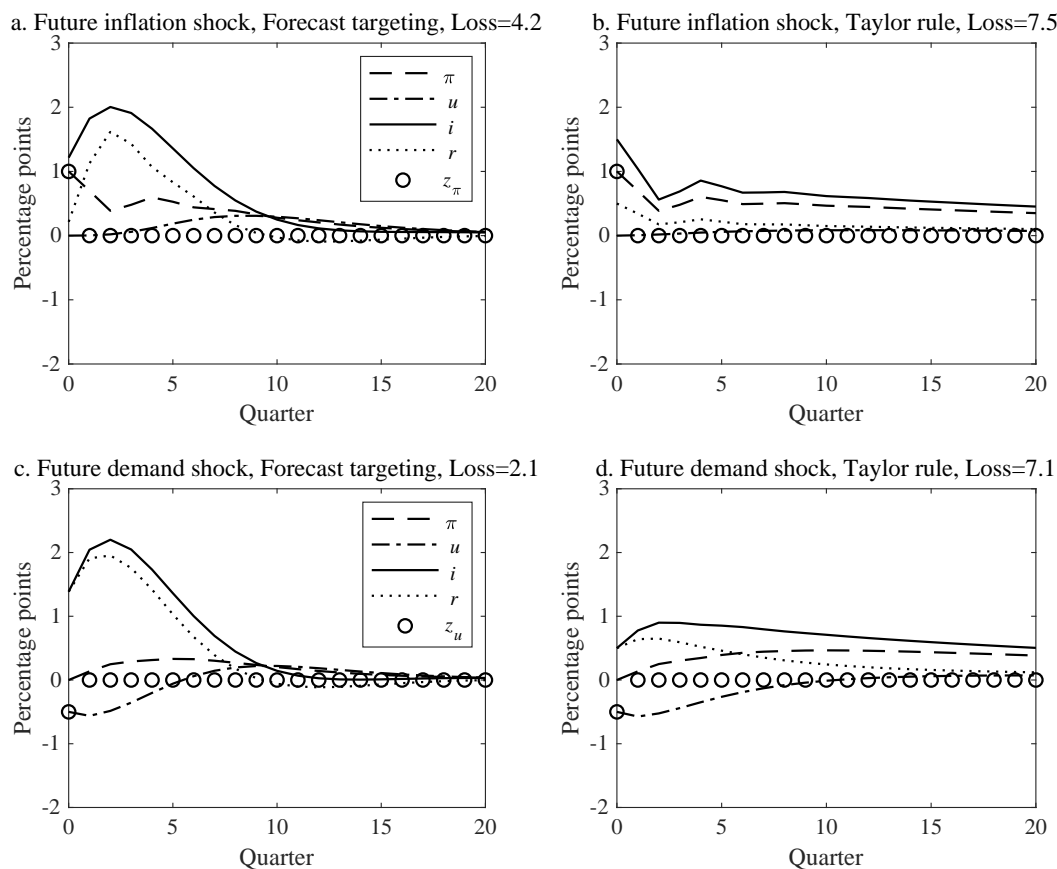 a. Future inflation shock, Forecast targeting, Loss=4.2
3
2
1
0
-1
-2
Percentage points
π
u
i
r
z_π
0 5 10 15 20
Quarter
b. Future inflation shock, Taylor rule, Loss=7.5
3
2
1
0
-1
-2
Percentage points
0 5 10 15 20
Quarter
c. Future demand shock, Forecast targeting, Loss=2.1
3
2
1
0
-1
-2
Percentage points
π
u
i
r
z_u
0 5 10 15 20
Quarter
d. Future demand shock, Taylor rule, Loss=7.1
3
2
1
0
-1
-2
Percentage points
0 5 10 15 20
Quarter